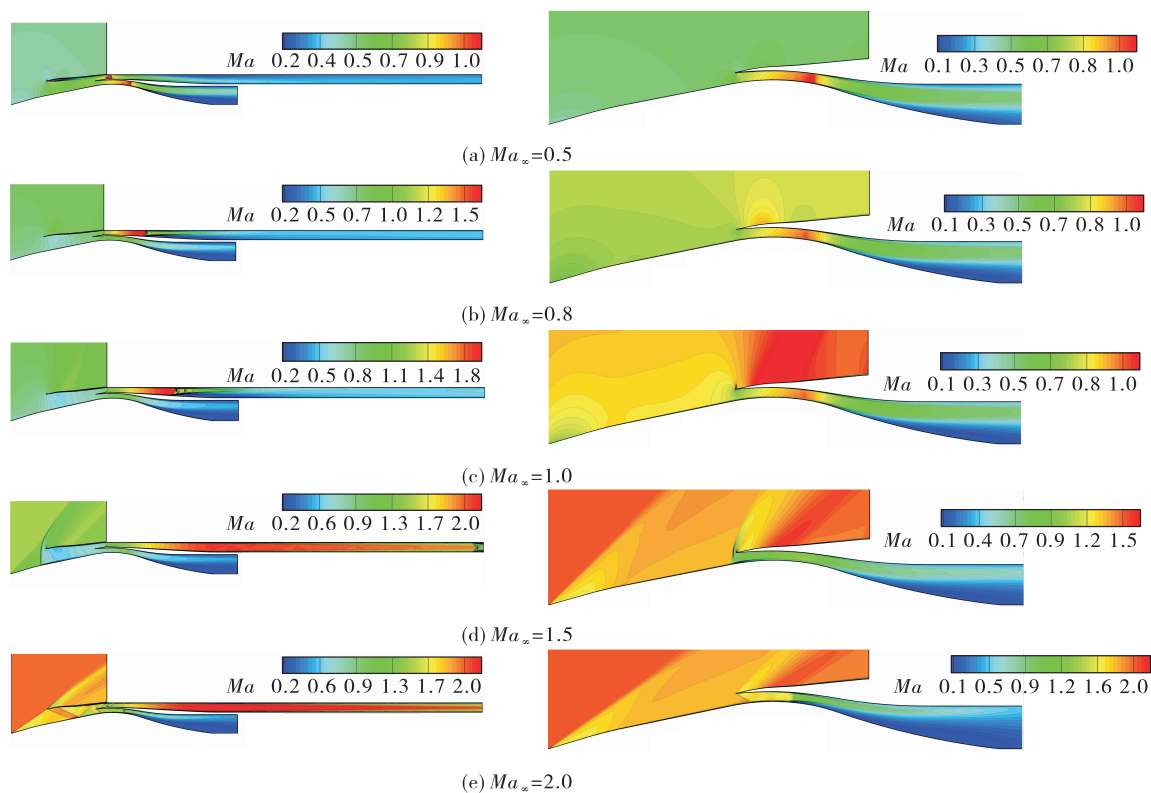 Ma 0.2 0.4 0.5 0.7 0.9 1.0
Ma 0.1 0.3 0.5 0.7 0.8 1.0
(a) Ma∞=0.5
Ma 0.2 0.5 0.7 1.0 1.2 1.5
Ma 0.1 0.3 0.5 0.7 0.8 1.0
(b) Ma∞=0.8
Ma 0.2 0.5 0.8 1.1 1.4 1.8
Ma 0.1 0.3 0.5 0.7 0.8 1.0
(c) Ma∞=1.0
Ma 0.2 0.6 0.9 1.3 1.7 2.0
Ma 0.1 0.4 0.7 0.9 1.2 1.5
(d) Ma∞=1.5
Ma 0.2 0.6 0.9 1.3 1.7 2.0
Ma 0.1 0.5 0.9 1.2 1.6 2.0
(e) Ma∞=2.0